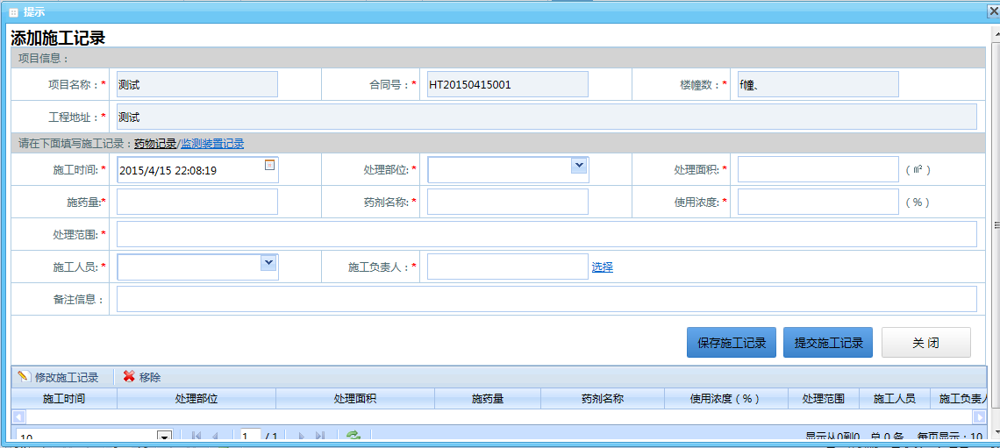 提示
添加施工记录
项目信息：
项目名称：* 测试 合同号：* HT20150415001 楼幢数：* f幢、
工程地址：* 测试
请在下面填写施工记录：药物记录/监测装置记录
施工时间:* 2015/4/15 22:08:19 处理部位:* 处理面积:* （㎡）
施药量:* 药剂名称:* 使用浓度:* （%）
处理范围:*
施工人员:* 施工负责人：* 选择
备注信息：
保存施工记录 提交施工记录 关 闭
修改施工记录 移除
施工时间 处理部位 处理面积 施药量 药剂名称 使用浓度（%） 处理范围 施工人员 施工负责人
10 1 / 1 显示从0到0，总 0 条 。每页显示：10